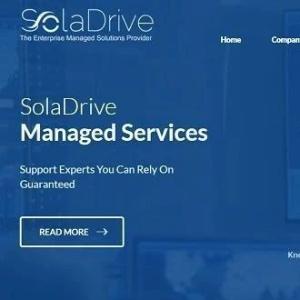 SolaDrive
The Enterprise Managed Solutions Provider
Home
Compan
SolaDrive
Managed Services
Support Experts You Can Rely On
Guaranteed
READ MORE
Kn